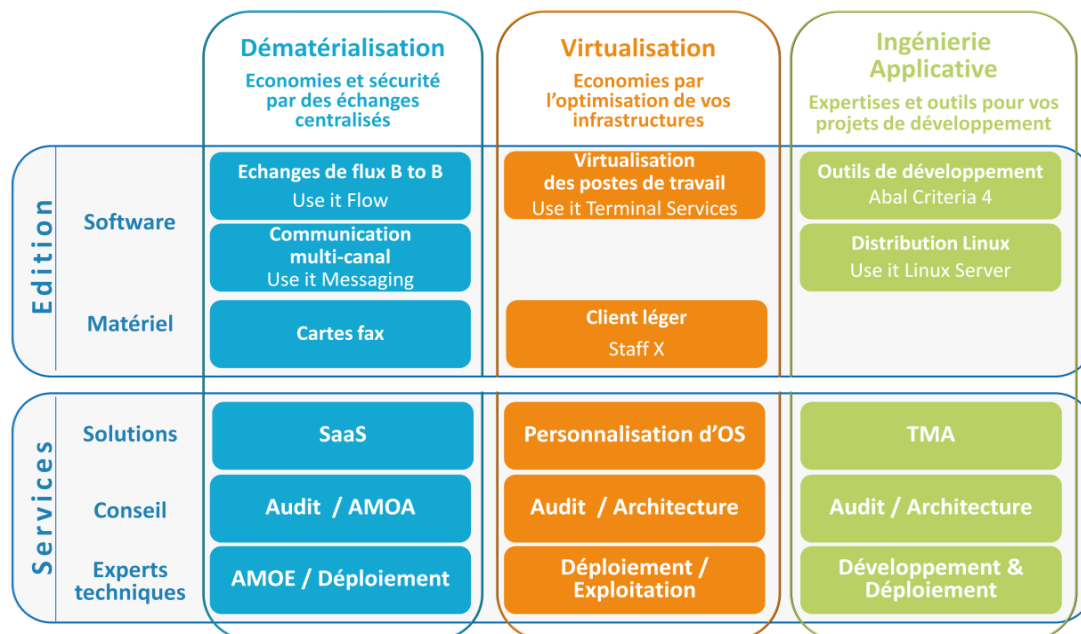 Dématérialisation
Economies et sécurité
par des échanges
centralisés
Virtualisation
Economies par
l'optimisation de vos
infrastructures
Ingénierie
Applicative
Expertises et outils pour vos
projets de développement
Edition
Software
Echanges de flux B to B
Use it Flow
Communication
multi-canal
Use it Messaging
Virtualisation
des postes de travail
Use it Terminal Services
Outils de développement
Abal Criteria 4
Distribution Linux
Use it Linux Server
Matériel
Cartes fax
Client léger
Staff X
Services
Solutions
SaaS
Personnalisation d'OS
TMA
Conseil
Audit / AMOA
Audit / Architecture
Audit / Architecture
Experts
techniques
AMOE / Déploiement
Déploiement /
Exploitation
Développement &
Déploiement